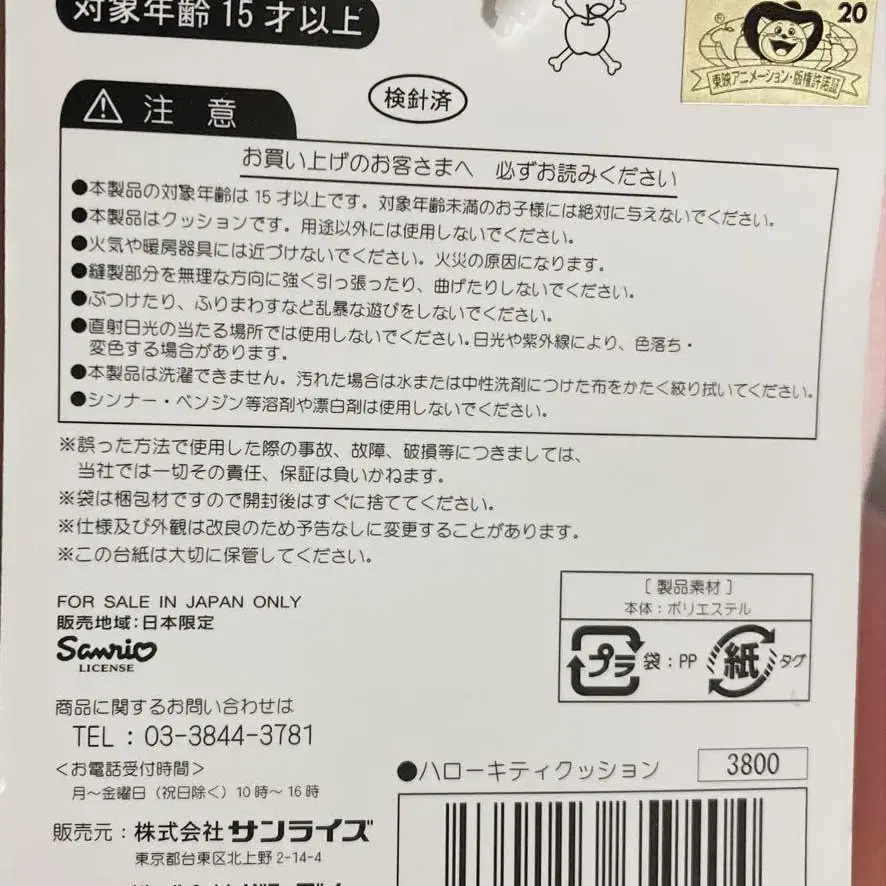 対象年齢 15 才以上
® 20
東映アニメーション・版権許諾証
検針済
注 意
お買い上げのお客さまへ 必ずお読みください
●本製品の対象年齢は 15 才以上です。対象年齢未満のお子様には絶対に与えないでください。
●本製品はクッションです。用途以外には使用しないでください。
●火気や暖房器具には近づけないでください。火災の原因になります。
●縫製部分を無理な方向に強く引っ張ったり、曲げたりしないでください。
●ぶつけたり、ふりまわすなど乱暴な遊びをしないでください。
●直射日光の当たる場所では使用しないでください。日光や紫外線により、色落ち・
変色する場合があります。
●本製品は洗濯できません。汚れた場合は水または中性洗剤につけた布をかたく絞り拭いてください。
●シンナー・ベンジン等溶剤や漂白剤は使用しないでください。
※誤った方法で使用した際の事故、故障、破損等につきましては、
当社では一切その責任、保証は負いかねます。
※袋は梱包材ですので開封後はすぐに捨ててください。
※仕様及び外観は改良のため予告なしに変更することがあります。
※この台紙は大切に保管してください。
FOR SALE IN JAPAN ONLY
販売地域:日本限定
Sanrio
LICENSE
[ 製品素材 ]
本体:ポリエステル
プラ 袋:PP 紙 タグ
商品に関するお問い合わせは
TEL : 03-3844-3781
<お電話受付時間>
月~金曜日(祝日除く)10時~16時
●ハローキティクッション 3800
販売元:株式会社サンライズ
東京都台東区北上野 2-14-4